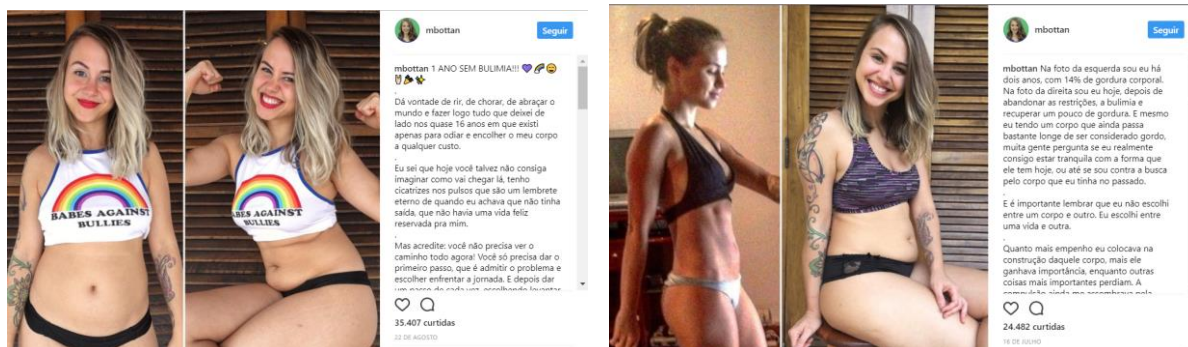 BABES AGAINST
BULLIES
BABES AGAINST
BULLIES
mbottan
Seguir
mbottan 1 ANO SEM BULIMIA!!! 💜🌈😄
.
Dá vontade de rir, de chorar, de abraçar o
mundo e fazer logo tudo que deixei de
lado nos quase 16 anos em que existi
apenas para odiar e encolher o meu corpo
a qualquer custo.
.
Eu sei que hoje você talvez não consiga
imaginar como vai chegar lá, tenho
cicatrizes nos pulsos que são um lembrete
eterno de quando eu achava que não tinha
saída, que não havia uma vida feliz
reservada pra mim.
.
Mas acredite: você não precisa ver o
caminho todo agora! Você só precisa dar o
primeiro passo, que é admitir o problema e
escolher enfrentar a jornada. E depois dar
um passo de cada vez, escolhendo levantar
35.407 curtidas
22 DE AGOSTO
mbottan
Seguir
mbottan Na foto da esquerda sou eu há
dois anos, com 14% de gordura corporal.
Na foto da direita sou eu hoje, depois de
abandonar as restrições, a bulimia e
recuperar um pouco de gordura. E mesmo
eu tendo um corpo que ainda passa
bastante longe de ser considerado gordo,
muita gente pergunta se eu realmente
consigo estar tranquila com a forma que
ele tem hoje, ou até se sou contra a busca
pelo corpo que eu tinha no passado.
.
E é importante lembrar que eu não escolhi
entre um corpo e outro. Eu escolhi entre
uma vida e outra.
.
Quanto mais empenho eu colocava na
construção daquele corpo, mais ele
ganhava importância, enquanto outras
coisas mais importantes perdiam. A
compulsão ainda me assombrava pela
24.482 curtidas
16 DE JULHO